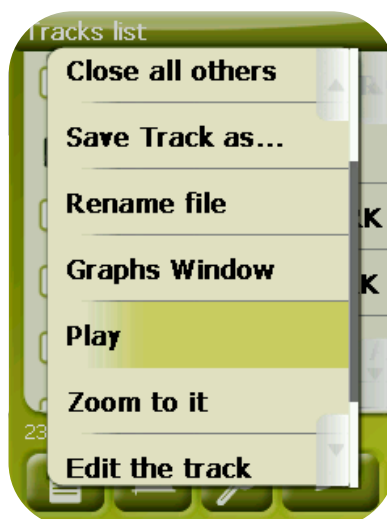 Tracks list
Close all others
Save Track as...
Rename file
RK
Graphs Window
K
Play
Zoom to it
23
Edit the track